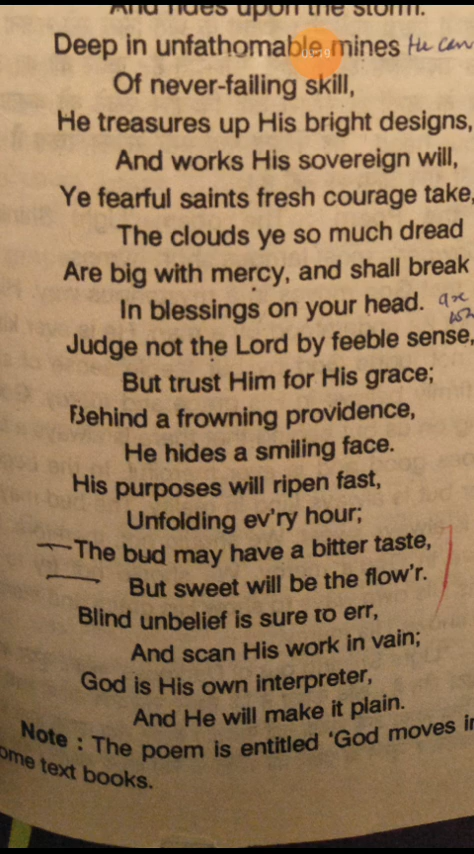 And rides upon the storm.
Deep in unfathomable mines He can
Of never-failing skill,
He treasures up His bright designs,
And works His sovereign will,
Ye fearful saints fresh courage take,
The clouds ye so much dread
Are big with mercy, and shall break
In blessings on your head. are
Judge not the Lord by feeble sense,
But trust Him for His grace;
Behind a frowning providence,
He hides a smiling face.
His purposes will ripen fast,
Unfolding ev'ry hour;
The bud may have a bitter taste,
But sweet will be the flow'r.
Blind unbelief is sure to err,
And scan His work in vain;
God is His own interpreter,
And He will make it plain.
Note : The poem is entitled 'God moves in
ome text books.